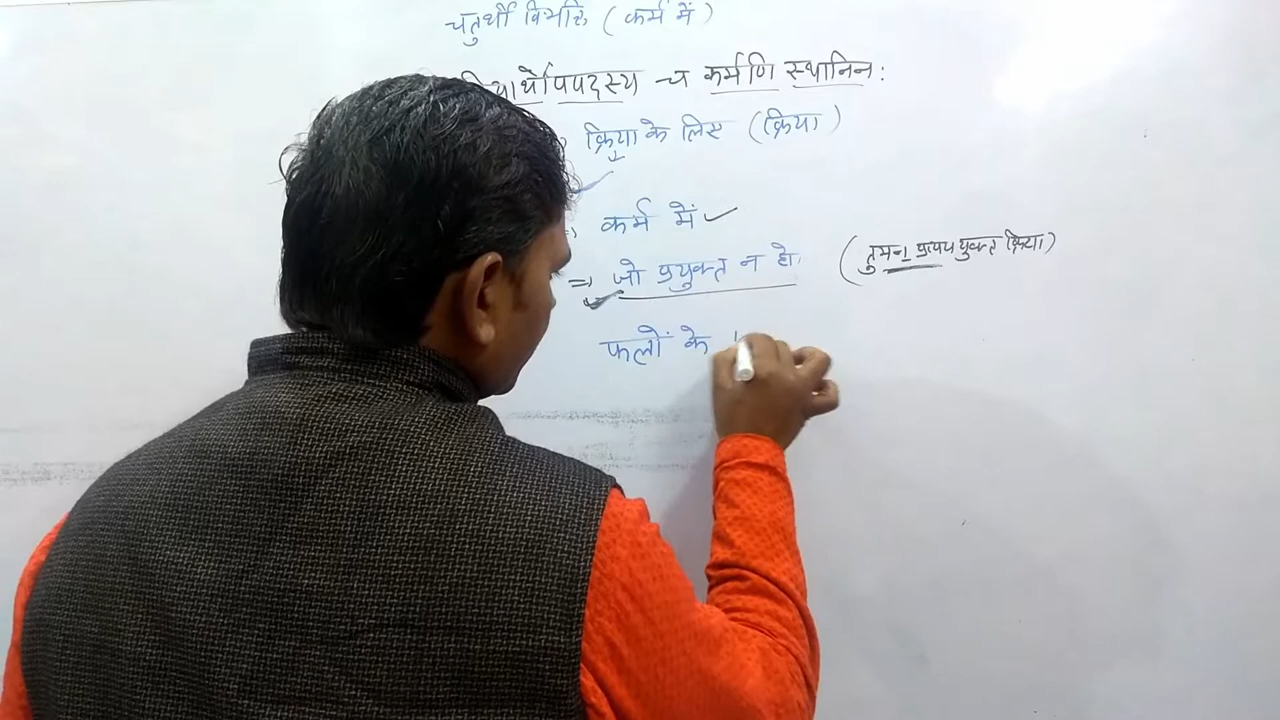 चतुर्थी विभक्ति ( कर्म में )
क्रियार्थोपपदस्य च कर्मणि स्थानिन:
क्रिया के लिए ( क्रिया )
⇒ कर्म में ✓
⇒ जो प्रयुक्त न हो। ( तुमुन् प्रत्यय युक्त क्रिया )
फलों के